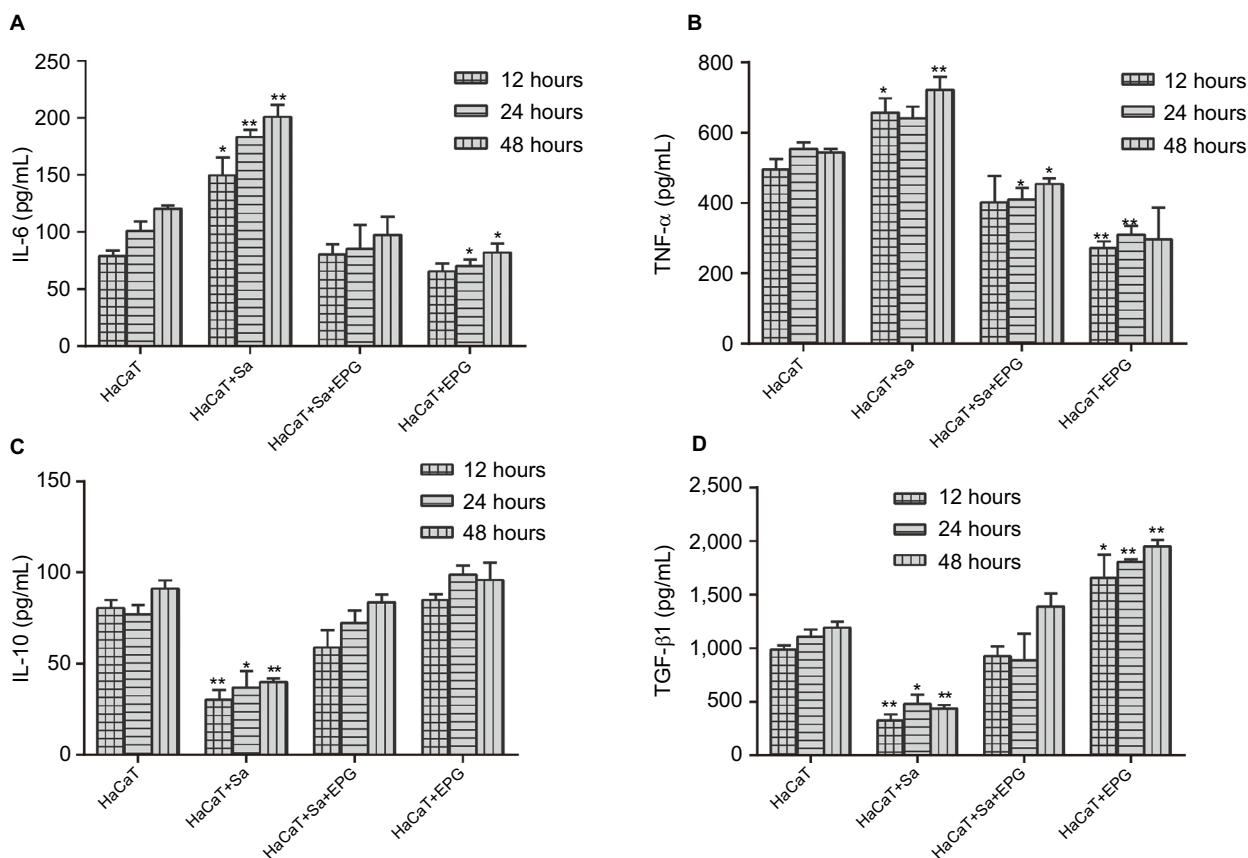 A
IL-6 (pg/mL)
250
200
150
100
50
0
*
**
**
*
*
12 hours
24 hours
48 hours
HaCaT
HaCaT+Sa
HaCaT+Sa+EPG
HaCaT+EPG
B
TNF-α (pg/mL)
800
600
400
200
0
*
**
*
*
**
**
12 hours
24 hours
48 hours
HaCaT
HaCaT+Sa
HaCaT+Sa+EPG
HaCaT+EPG
C
IL-10 (pg/mL)
150
100
50
0
**
*
**
12 hours
24 hours
48 hours
HaCaT
HaCaT+Sa
HaCaT+Sa+EPG
HaCaT+EPG
D
TGF-β1 (pg/mL)
2,500
2,000
1,500
1,000
500
0
**
*
**
*
**
**
12 hours
24 hours
48 hours
HaCaT
HaCaT+Sa
HaCaT+Sa+EPG
HaCaT+EPG